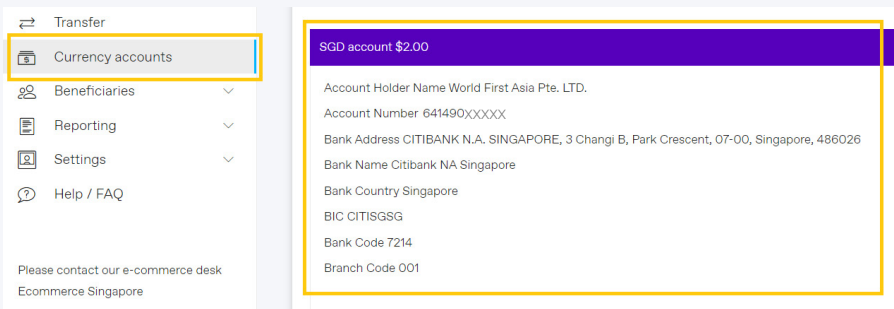 Transfer
Currency accounts
Beneficiaries
Reporting
Settings
Help / FAQ
Please contact our e-commerce desk
Ecommerce Singapore
SGD account $2.00
Account Holder Name World First Asia Pte. LTD.
Account Number 641490XXXXX
Bank Address CITIBANK N.A. SINGAPORE, 3 Changi B, Park Crescent, 07-00, Singapore, 486026
Bank Name Citibank NA Singapore
Bank Country Singapore
BIC CITISGSG
Bank Code 7214
Branch Code 001